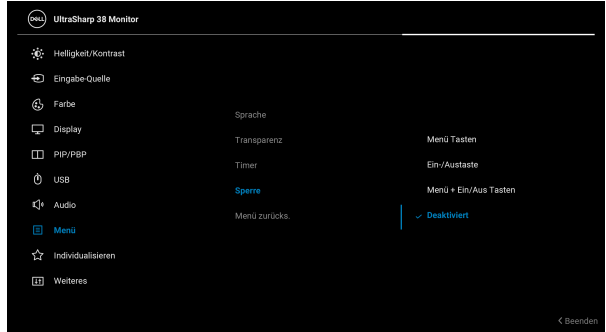 DELL UltraSharp 38 Monitor
Helligkeit/Kontrast
Eingabe-Quelle
Farbe
Display
PIP/PBP
USB
Audio
Menü
Individualisieren
Weiteres
Sprache
Transparenz
Timer
Sperre
Menü zurücks.
Menü Tasten
Ein-/Austaste
Menü + Ein/Aus Tasten
Deaktiviert
Beenden